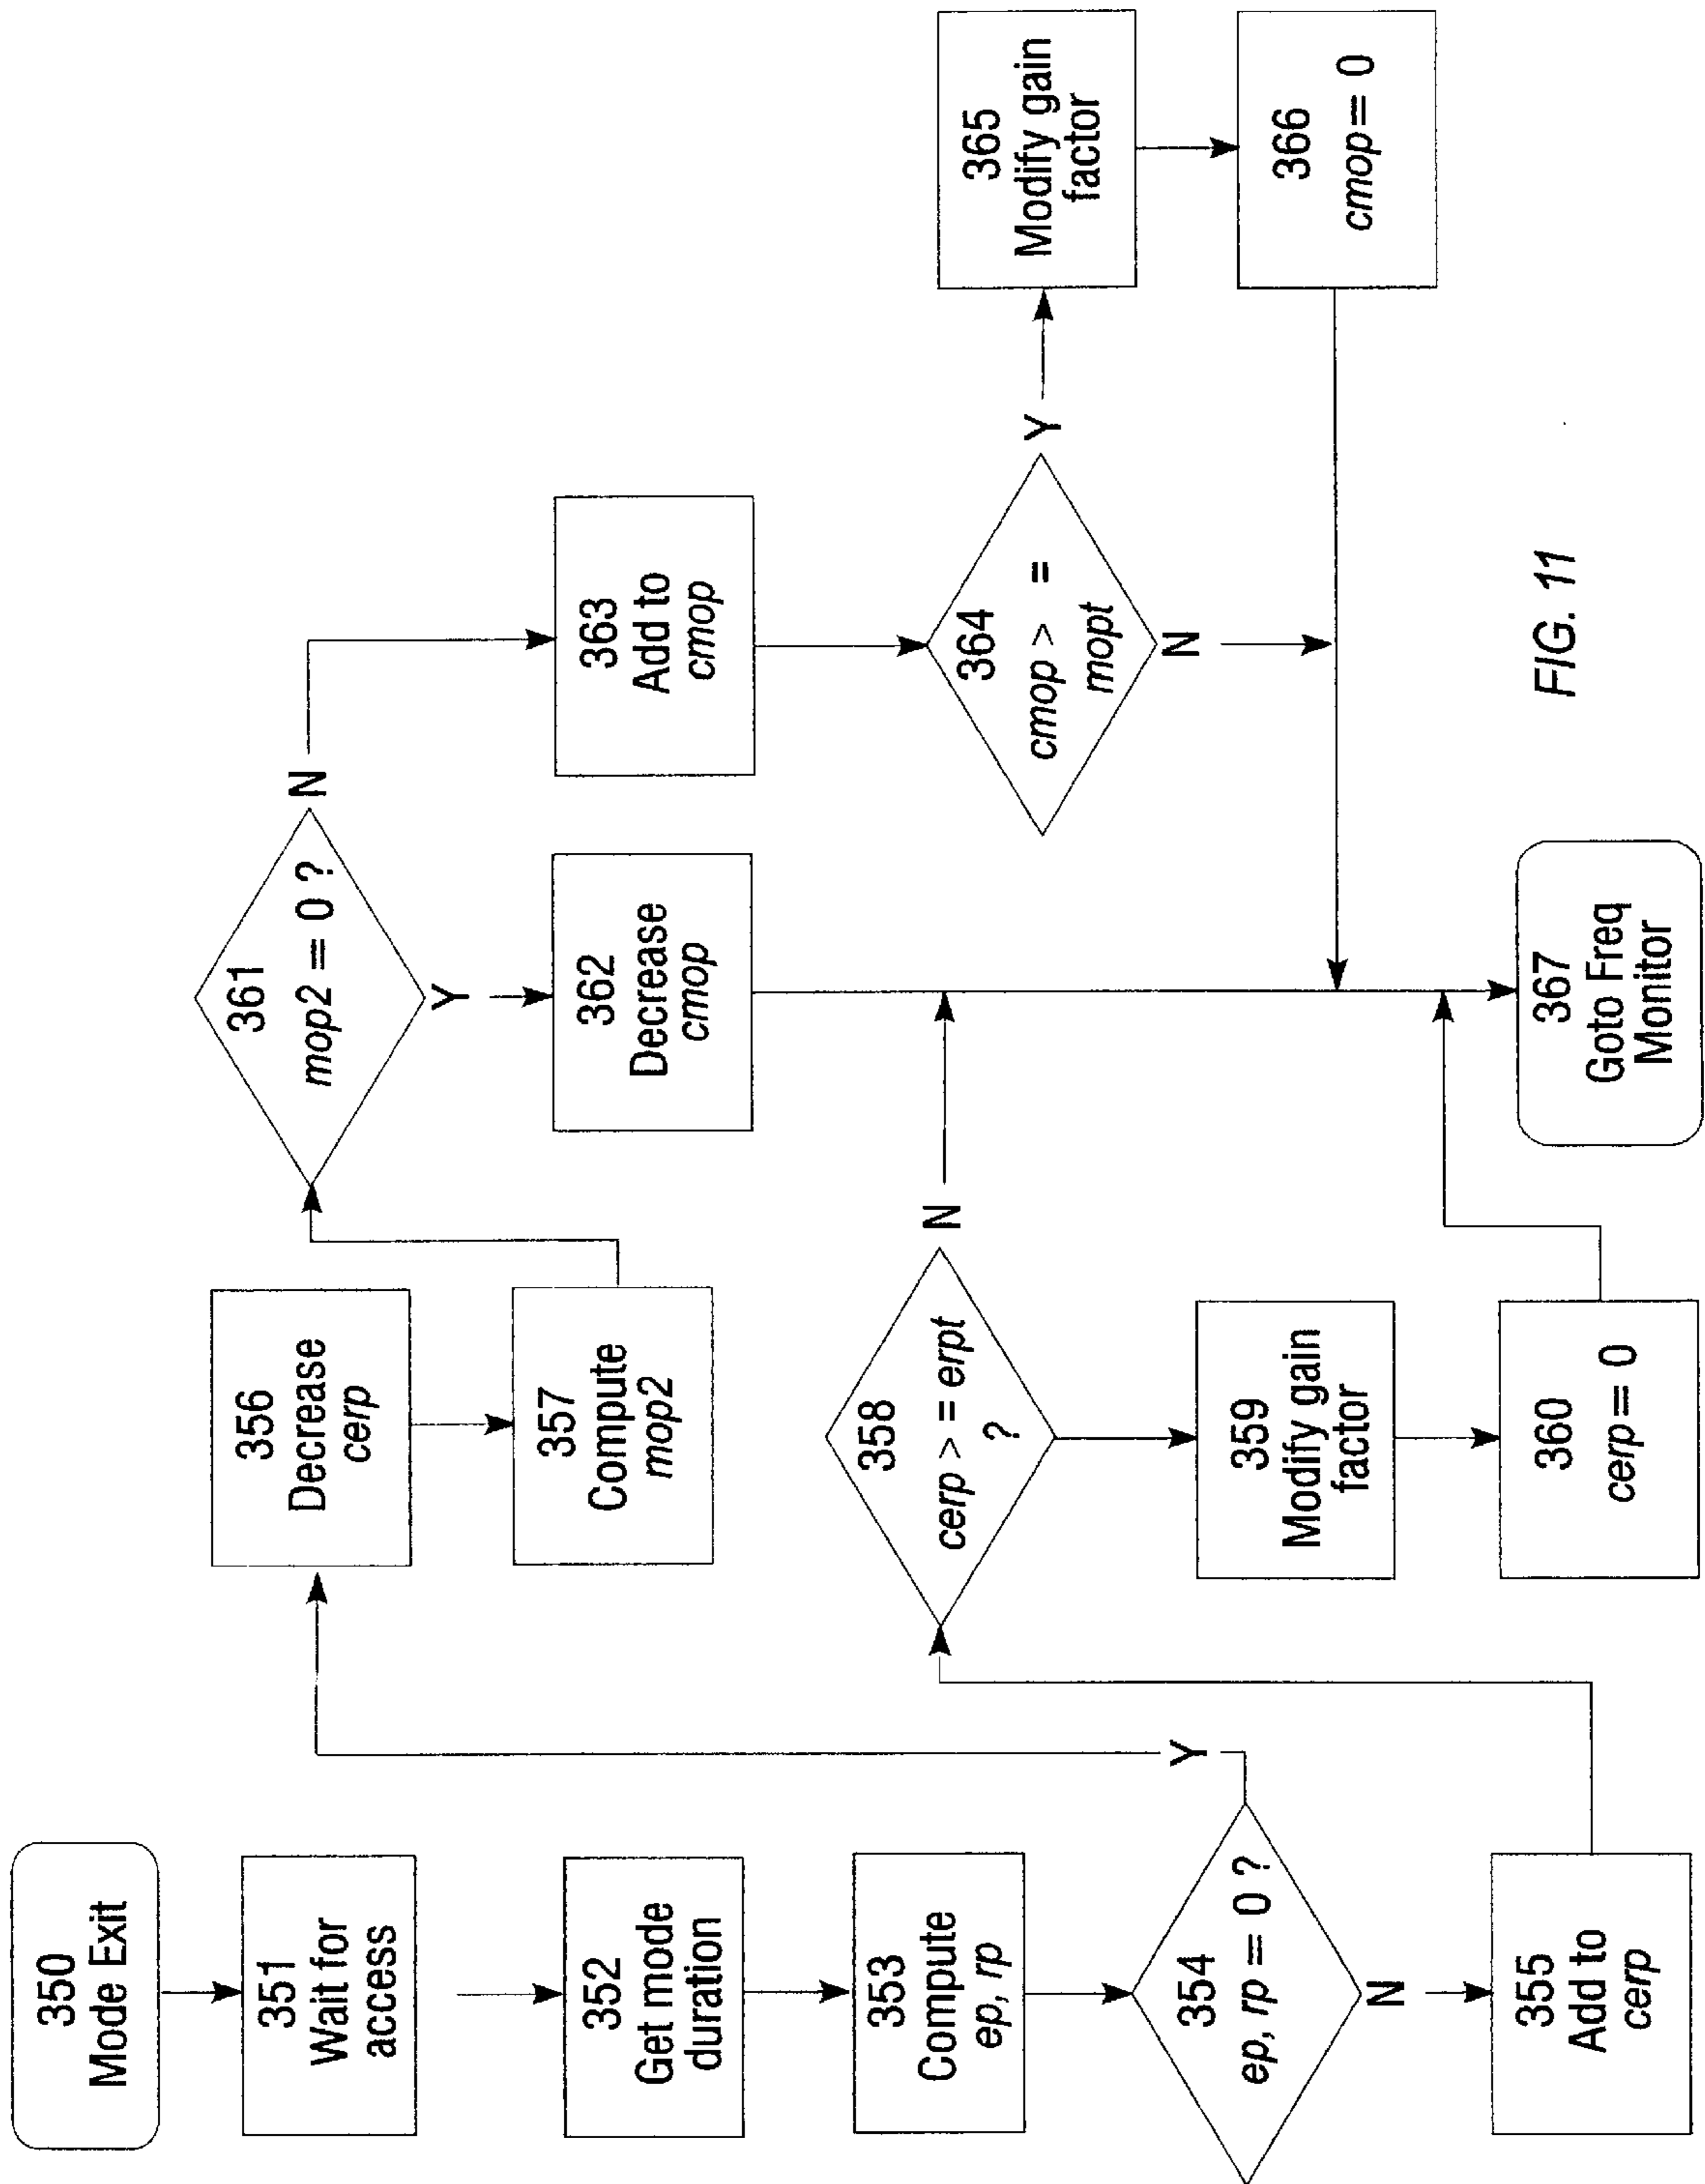 350
Mode Exit
351
Wait for
access
352
Get mode
duration
353
Compute
ep, rp
354
ep, rp = 0 ?
Y
N
355
Add to
cerp
356
Decrease
cerp
357
Compute
mop2
358
cerp > = erpt
?
N
359
Modify gain
factor
360
cerp = 0
361
mop2 = 0 ?
N
Y
362
Decrease
cmop
363
Add to
cmop
364
cmop > =
mopt
Y
N
365
Modify gain
factor
366
cmop = 0
367
Goto Freq
Monitor
FIG. 11